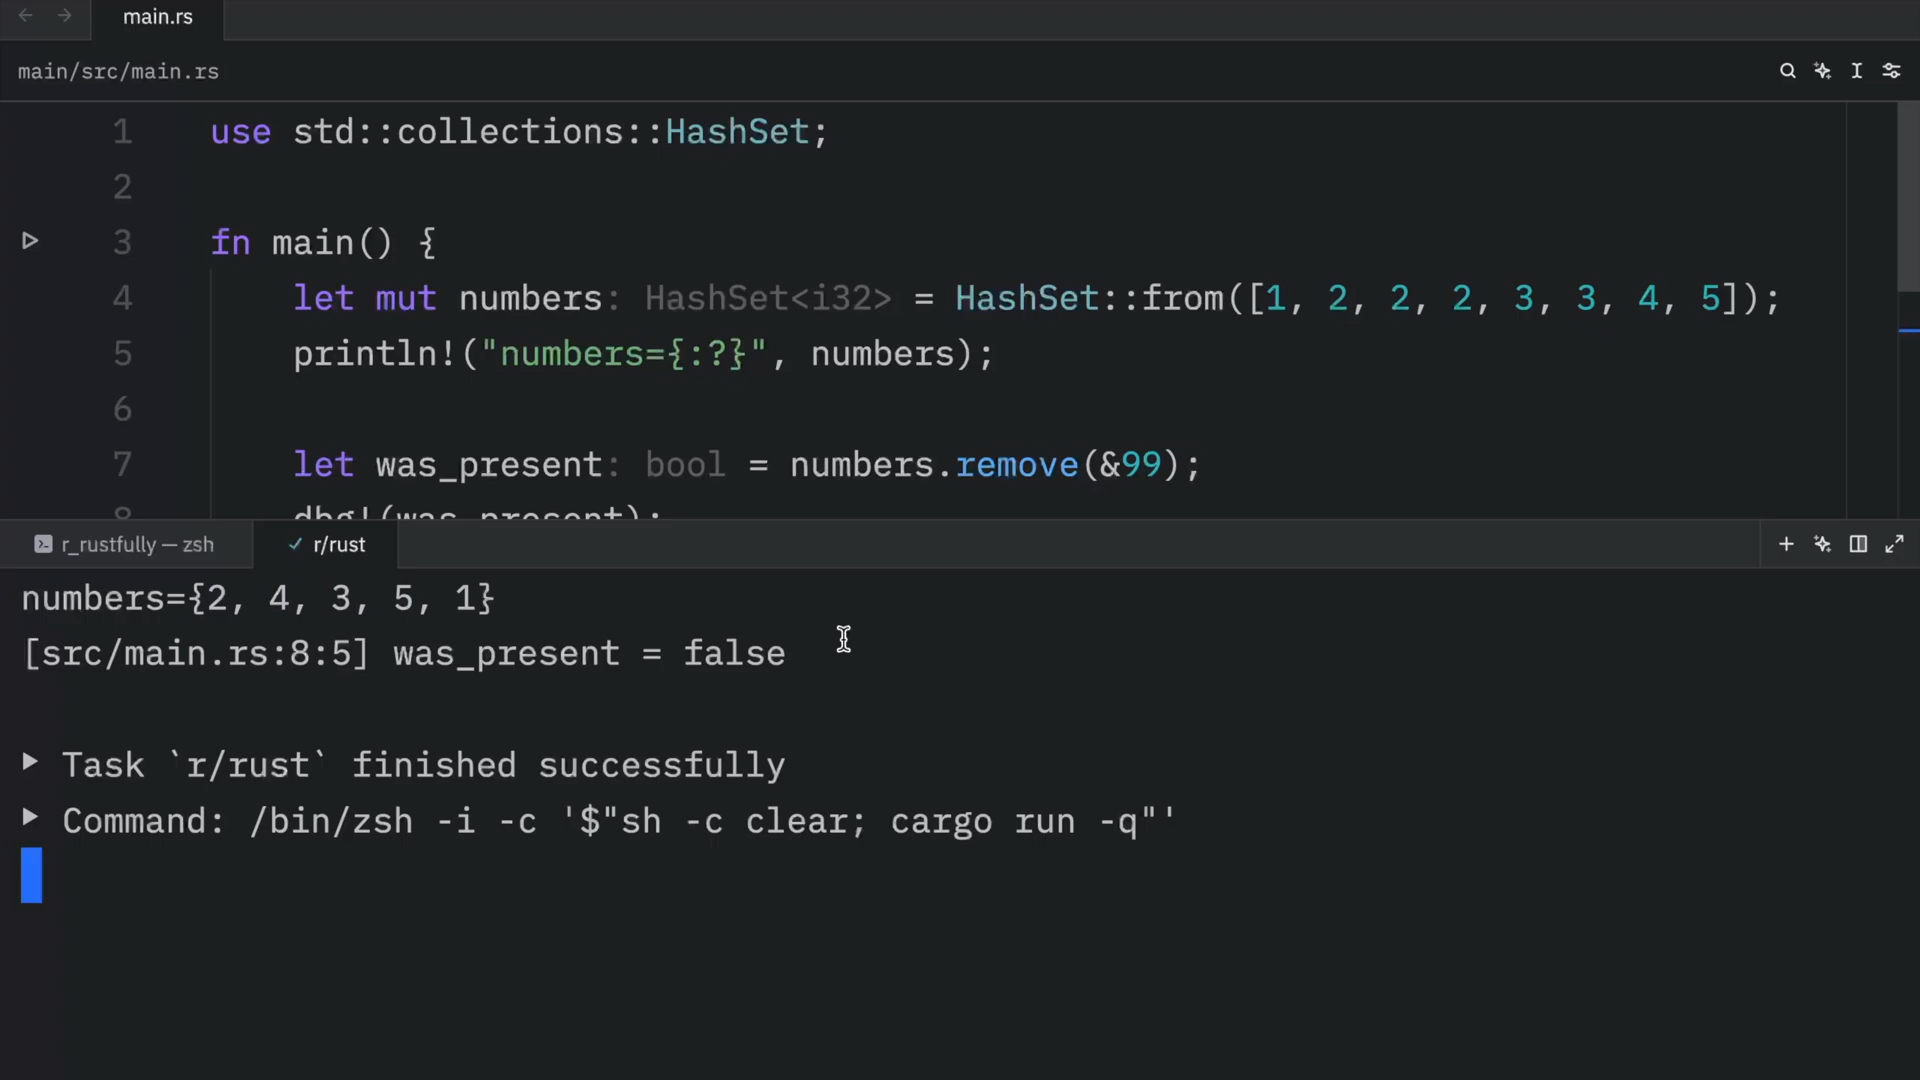 main.rs
main/src/main.rs
1 use std::collections::HashSet;
2
3 fn main() {
4 let mut numbers: HashSet<i32> = HashSet::from([1, 2, 2, 2, 3, 3, 4, 5]);
5 println!("numbers={:?}", numbers);
6
7 let was_present: bool = numbers.remove(&99);
8 dbg!(was_present);
r_rustfully — zsh r/rust
numbers={2, 4, 3, 5, 1}
[src/main.rs:8:5] was_present = false
Task `r/rust` finished successfully
Command: /bin/zsh -i -c '$"sh -c clear; cargo run -q"'